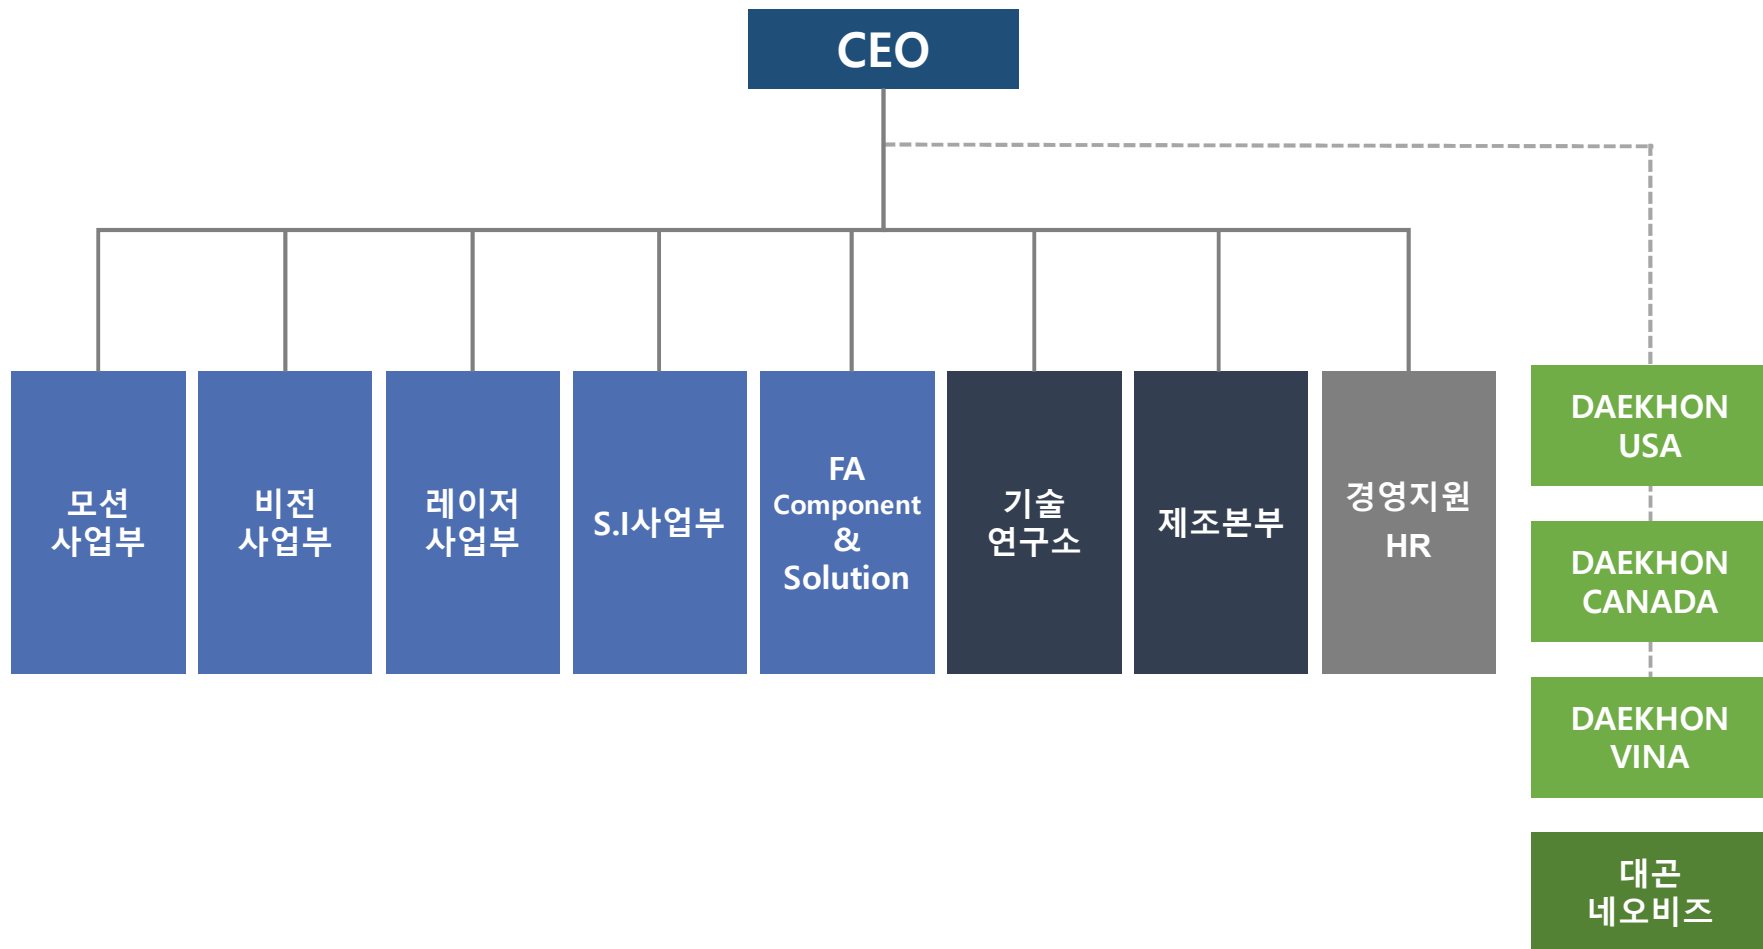 CEO
모션
사업부
비전
사업부
레이저
사업부
S.I사업부
FA
Component
&
Solution
기술
연구소
제조본부
경영지원
HR
DAEKHON
USA
DAEKHON
CANADA
DAEKHON
VINA
대곤
네오비즈